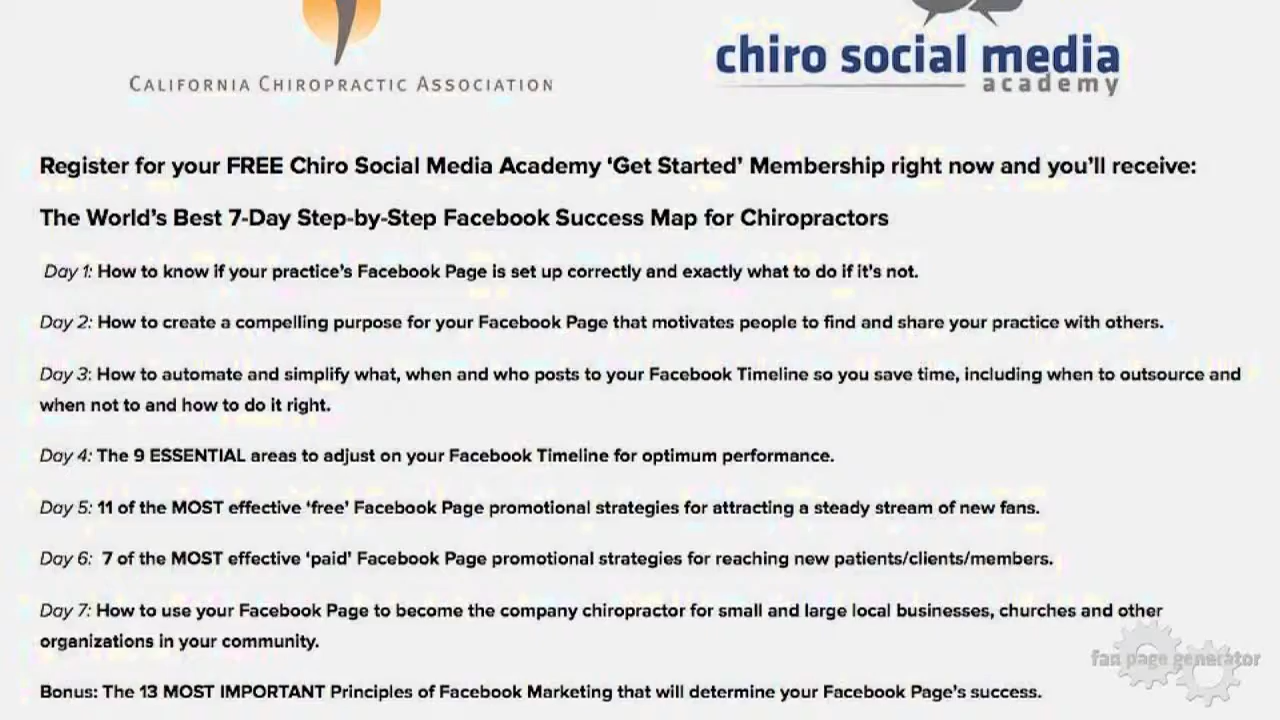 CALIFORNIA CHIROPRACTIC ASSOCIATION
chiro social media
academy
Register for your FREE Chiro Social Media Academy ‘Get Started’ Membership right now and you’ll receive:
The World’s Best 7-Day Step-by-Step Facebook Success Map for Chiropractors
Day 1: How to know if your practice’s Facebook Page is set up correctly and exactly what to do if it’s not.
Day 2: How to create a compelling purpose for your Facebook Page that motivates people to find and share your practice with others.
Day 3: How to automate and simplify what, when and who posts to your Facebook Timeline so you save time, including when to outsource and
when not to and how to do it right.
Day 4: The 9 ESSENTIAL areas to adjust on your Facebook Timeline for optimum performance.
Day 5: 11 of the MOST effective ‘free’ Facebook Page promotional strategies for attracting a steady stream of new fans.
Day 6: 7 of the MOST effective ‘paid’ Facebook Page promotional strategies for reaching new patients/clients/members.
Day 7: How to use your Facebook Page to become the company chiropractor for small and large local businesses, churches and other
organizations in your community.
fan page generator
Bonus: The 13 MOST IMPORTANT Principles of Facebook Marketing that will determine your Facebook Page’s success.